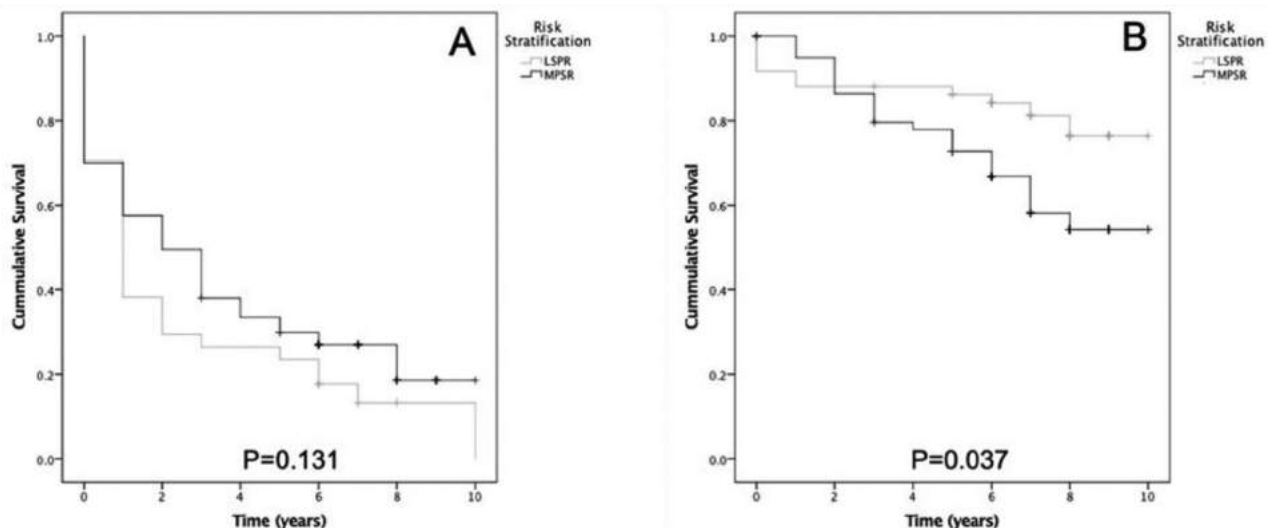 A
Risk
Stratification
LSPR
MPSR
1.0
0.8
0.6
0.4
0.2
0.0
Cummulative Survival
P=0.131
0 2 4 6 8 10
Time (years)
B
Risk
Stratification
LSPR
MPSR
1.0
0.8
0.6
0.4
0.2
0.0
Cummulative Survival
P=0.037
0 2 4 6 8 10
Time (years)